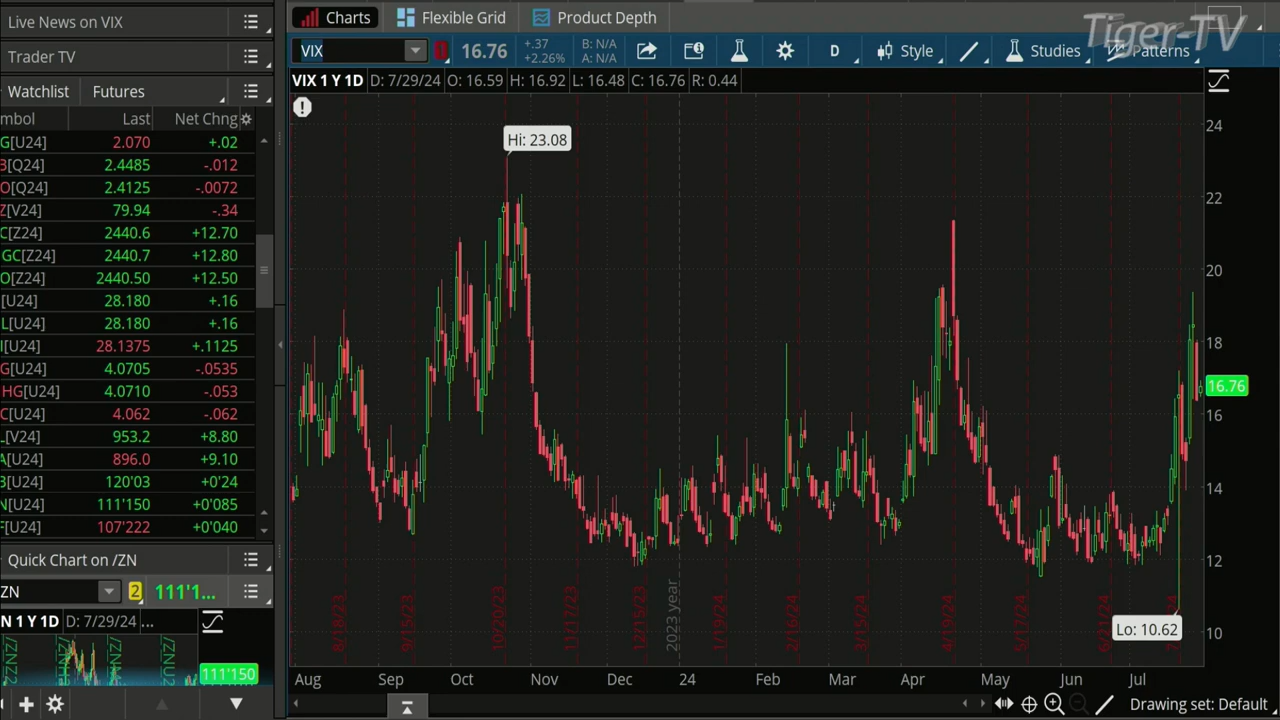 Live News on VIX
Trader TV
Watchlist Futures
mbol Last Net Chng
G[U24] 2.070 +.02
B[Q24] 2.4485 -.012
O[Q24] 2.4125 -.0072
Z[V24] 79.94 -.34
C[Z24] 2440.6 +12.70
GC[Z24] 2440.7 +12.80
O[Z24] 2440.50 +12.50
[U24] 28.180 +.16
L[U24] 28.180 +.16
I[U24] 28.1375 +.1125
G[U24] 4.0705 -.0535
HG[U24] 4.0710 -.053
C[U24] 4.062 -.062
L[V24] 953.2 +8.80
A[U24] 896.0 +9.10
B[U24] 120'03 +0'24
N[U24] 111'150 +0'085
F[U24] 107'222 +0'040
Quick Chart on /ZN
ZN 2 111'1...
N 1 Y 1D D: 7/29/24 ...
/ZNZ2 /ZNM /ZNU2
111'150
Charts Flexible Grid Product Depth
Tiger-TV
VIX 16.76 +.37 +2.26% B: N/A A: N/A D Style Studies Patterns
VIX 1 Y 1D D: 7/29/24 O: 16.59 H: 16.92 L: 16.48 C: 16.76 R: 0.44
Hi: 23.08
24
22
20
18
16.76
16
14
12
10
Lo: 10.62
8/18/23 9/15/23 10/20/23 11/17/23 12/15/23 2023 year 1/19/24 2/16/24 3/15/24 4/19/24 5/17/24 6/21/24
Aug Sep Oct Nov Dec 24 Feb Mar Apr May Jun Jul
Drawing set: Default